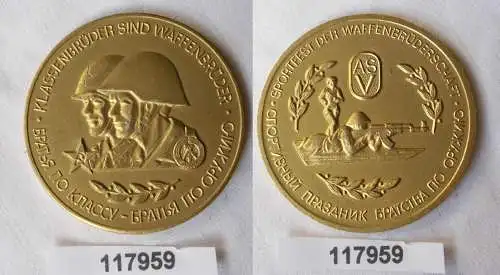 · KLASSENBRÜDER SIND WAFFENBRÜDER ·
БРАТЬЯ ПО КЛАССУ – БРАТЬЯ ПО ОРУЖИЮ
117959
· SPORTFEST DER WAFFENBRÜDERSCHAFT ·
ASV
СПОРТИВНЫЙ ПРАЗДНИК БРАТСТВА ПО ОРУЖИЮ
117959